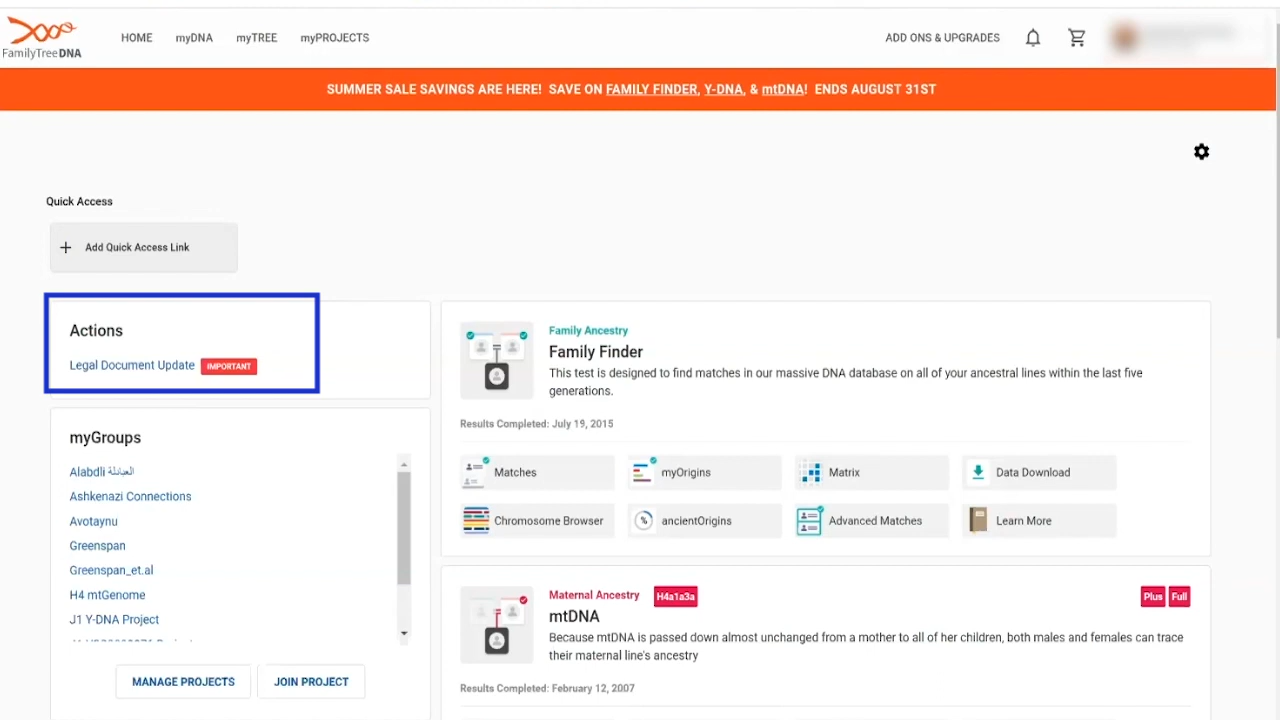 FamilyTreeDNA
HOME
myDNA
myTREE
myPROJECTS
ADD ONS & UPGRADES
SUMMER SALE SAVINGS ARE HERE! SAVE ON FAMILY FINDER, Y-DNA, & mtDNA! ENDS AUGUST 31ST
Quick Access
Add Quick Access Link
Actions
Legal Document Update IMPORTANT
myGroups
Alabdli العبادلة
Ashkenazi Connections
Avotaynu
Greenspan
Greenspan_et.al
H4 mtGenome
J1 Y-DNA Project
MANAGE PROJECTS
JOIN PROJECT
Family Ancestry
Family Finder
This test is designed to find matches in our massive DNA database on all of your ancestral lines within the last five
generations.
Results Completed: July 19, 2015
Matches
myOrigins
Matrix
Data Download
Chromosome Browser
ancientOrigins
Advanced Matches
Learn More
Maternal Ancestry H4a1a3a
Plus Full
mtDNA
Because mtDNA is passed down almost unchanged from a mother to all of her children, both males and females can trace
their maternal line's ancestry
Results Completed: February 12, 2007